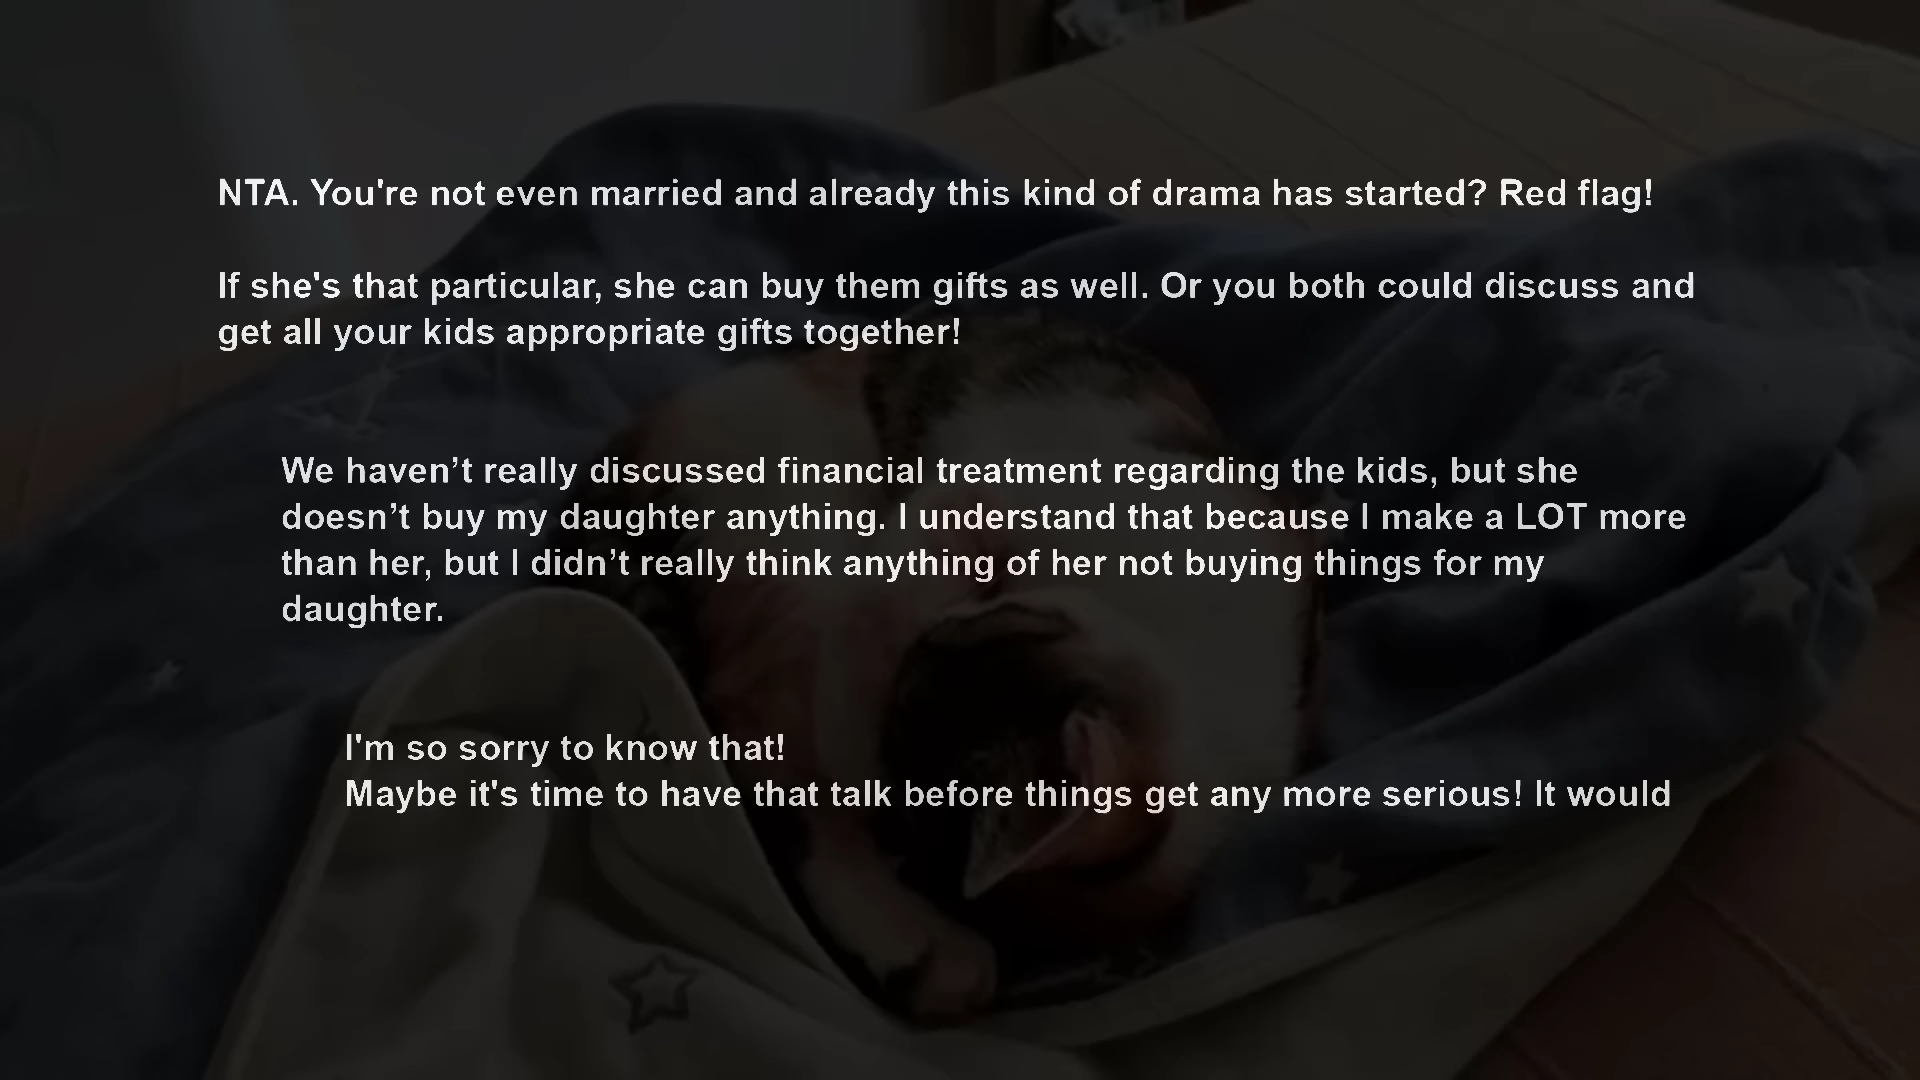 NTA. You're not even married and already this kind of drama has started? Red flag!
If she's that particular, she can buy them gifts as well. Or you both could discuss and
get all your kids appropriate gifts together!
We haven’t really discussed financial treatment regarding the kids, but she
doesn’t buy my daughter anything. I understand that because I make a LOT more
than her, but I didn’t really think anything of her not buying things for my
daughter.
I'm so sorry to know that!
Maybe it's time to have that talk before things get any more serious! It would